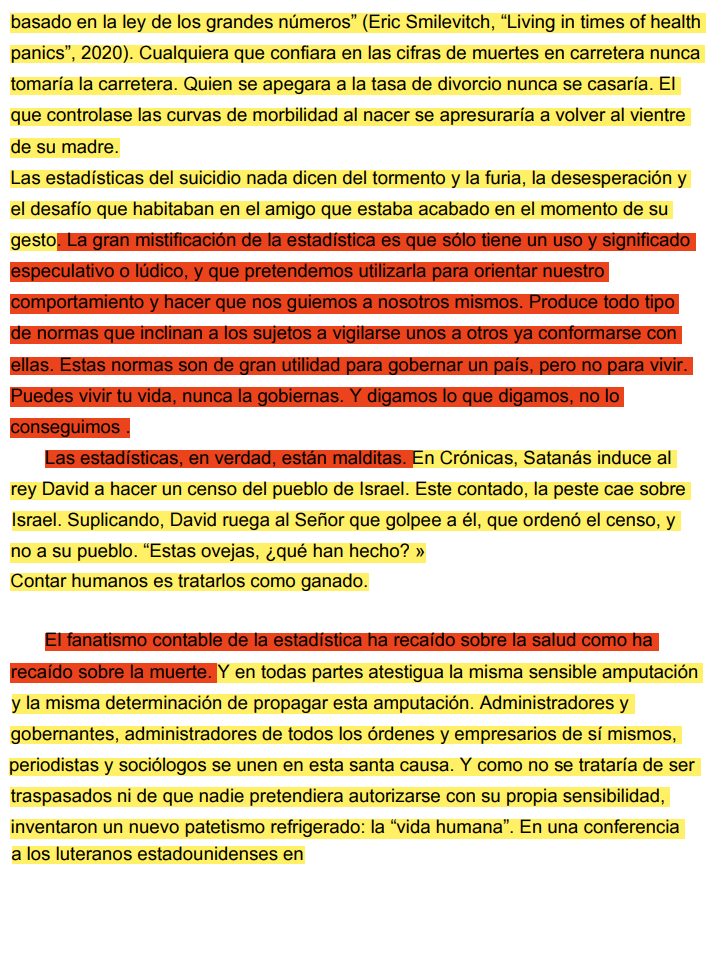 basado en la ley de los grandes números” (Eric Smilevitch, “Living in times of health
panics”, 2020). Cualquiera que confiara en las cifras de muertes en carretera nunca
tomaría la carretera. Quien se apegara a la tasa de divorcio nunca se casaría. El
que controlase las curvas de morbilidad al nacer se apresuraría a volver al vientre
de su madre.
Las estadísticas del suicidio nada dicen del tormento y la furia, la desesperación y
el desafío que habitaban en el amigo que estaba acabado en el momento de su
gesto. La gran mistificación de la estadística es que sólo tiene un uso y significado
especulativo o lúdico, y que pretendemos utilizarla para orientar nuestro
comportamiento y hacer que nos guiemos a nosotros mismos. Produce todo tipo
de normas que inclinan a los sujetos a vigilarse unos a otros ya conformarse con
ellas. Estas normas son de gran utilidad para gobernar un país, pero no para vivir.
Puedes vivir tu vida, nunca la gobiernas. Y digamos lo que digamos, no lo
conseguimos .
Las estadísticas, en verdad, están malditas. En Crónicas, Satanás induce al
rey David a hacer un censo del pueblo de Israel. Este contado, la peste cae sobre
Israel. Suplicando, David ruega al Señor que golpee a él, que ordenó el censo, y
no a su pueblo. “Estas ovejas, ¿qué han hecho? »
Contar humanos es tratarlos como ganado.
El fanatismo contable de la estadística ha recaído sobre la salud como ha
recaído sobre la muerte. Y en todas partes atestigua la misma sensible amputación
y la misma determinación de propagar esta amputación. Administradores y
gobernantes, administradores de todos los órdenes y empresarios de sí mismos,
periodistas y sociólogos se unen en esta santa causa. Y como no se trataría de ser
traspasados ni de que nadie pretendiera autorizarse con su propia sensibilidad,
inventaron un nuevo patetismo refrigerado: la “vida humana”. En una conferencia
a los luteranos estadounidenses en